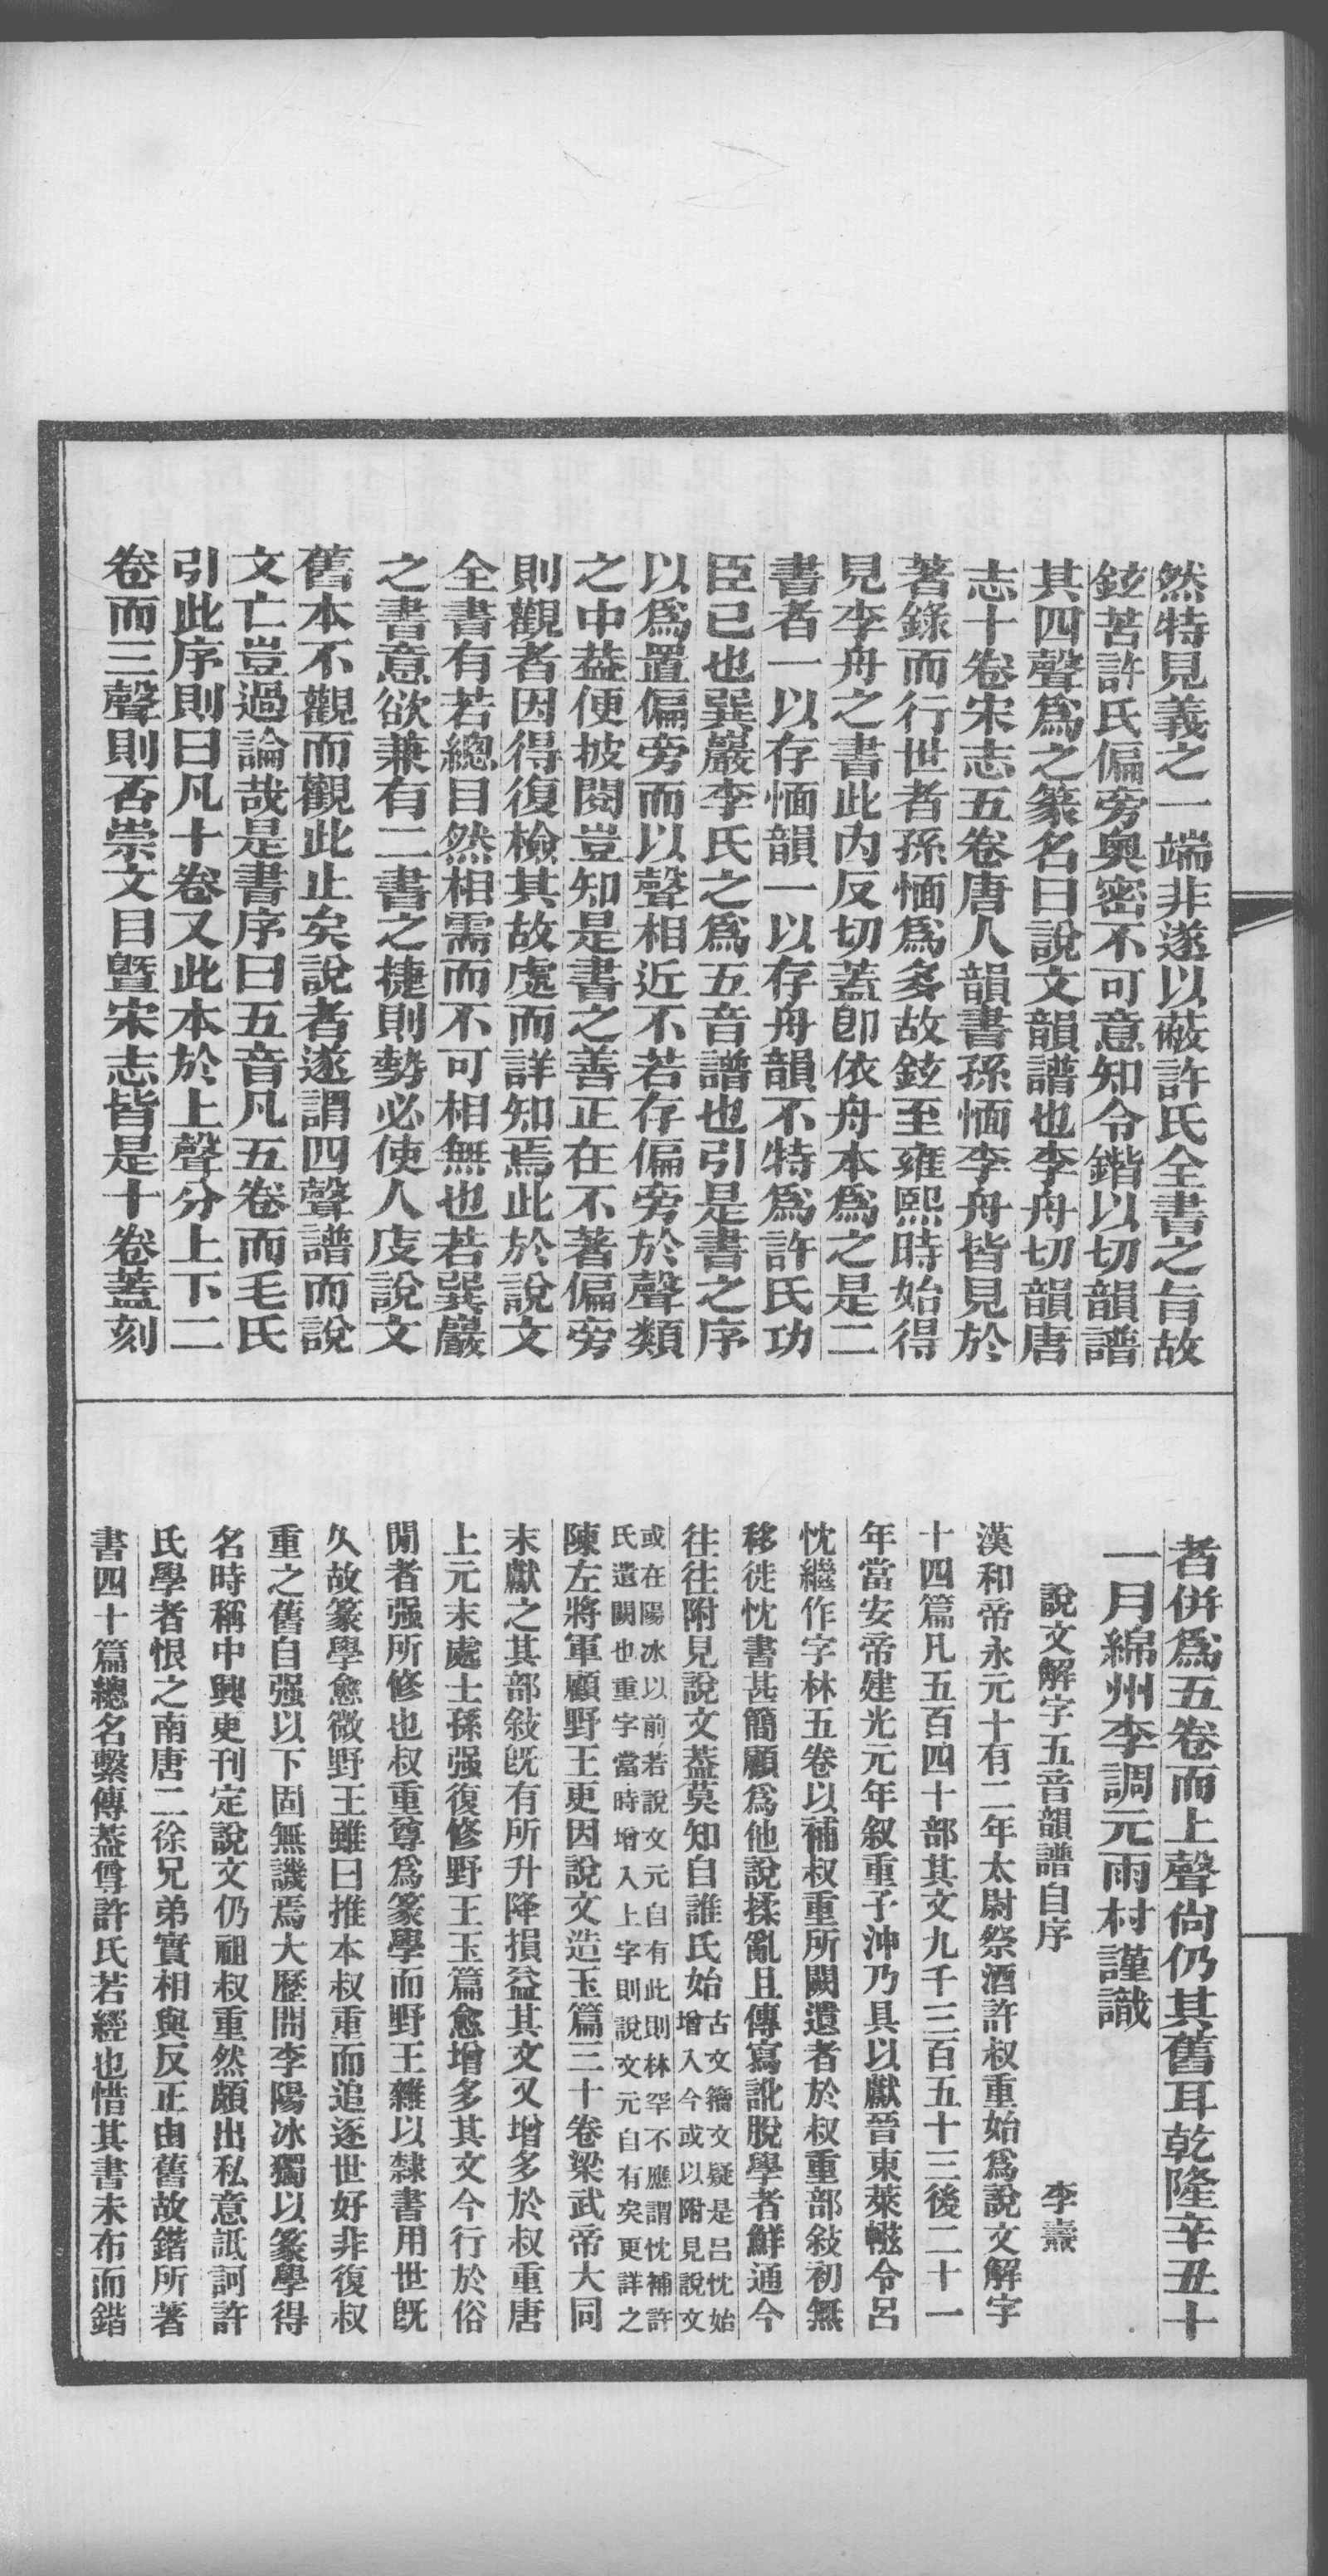 然特見義之一端非遂以蔽許氏全書之旨故
鉉苦許氏偏旁奧密不可意知令鍇以切韻譜
其四聲爲之篆名曰說文韻譜也李舟切韻唐
志十卷宋志五卷唐人韻書孫愐李舟皆見於
著錄而行世者孫愐爲多故鉉至雍熙時始得
見李舟之書此內反切蓋卽依舟本爲之是二
書者一以存愐韻一以存舟韻不特爲許氏功
臣已也巽巖李氏之爲五音譜也引是書之序
以爲置偏旁而以聲相近不若存偏旁於聲類
之中葢便披閱豈知是書之善正在不著偏旁
則觀者因得復檢其故處而詳知焉此於說文
全書有若總目然相需而不可相無也若巽巖
之書意欲兼有二書之捷則勢必使人庋說文
舊本不觀而觀此止矣說者遂謂四聲譜而說
文亡豈過論哉是書序曰五音凡五卷而毛氏
引此序則曰凡十卷又此本於上聲分上下二
卷而三聲則否崇文目曁宋志皆是十卷蓋刻
者併爲五卷而上聲尙仍其舊耳乾隆辛丑十
一月綿州李調元雨村謹識
說文解字五音韻譜自序　李燾
漢和帝永元十有二年太尉祭酒許叔重始爲說文解字
十四篇凡五百四十部其文九千三百五十三後二十一
年當安帝建光元年叙重子沖乃具以獻晉東萊㡉令呂
忱繼作字林五卷以補叔重所闕遺者於叔重部敍初無
移徙忱書甚簡顧爲他說揉亂且傳寫訛脫學者鮮通今
往往附見說文葢莫知自誰氏始古文籀文疑是呂忱始
增入今或以附見說文
或在陽冰以前若說文元自有此則林罕不應謂忱補許
氏遺闕也重字當時增入上字則說文元自有矣更詳之
陳左將軍顧野王更因說文造玉篇三十卷梁武帝大同
末獻之其部敍旣有所升降損益其文又增多於叔重唐
上元末處士孫强復修野王玉篇愈增多其文今行於俗
閒者强所修也叔重尊爲篆學而野王雜以隸書用世旣
久故篆學愈微野王雖曰推本叔重而追逐世好非復叔
重之舊自强以下固無譏焉大歷間李陽冰獨以篆學得
名時稱中興更刊定說文仍祖叔重然頗出私意詆訶許
氏學者恨之南唐二徐兄弟實相與反正由舊故鍇所著
書四十篇總名繫傳葢尊許氏若經也惜其書未布而鍇